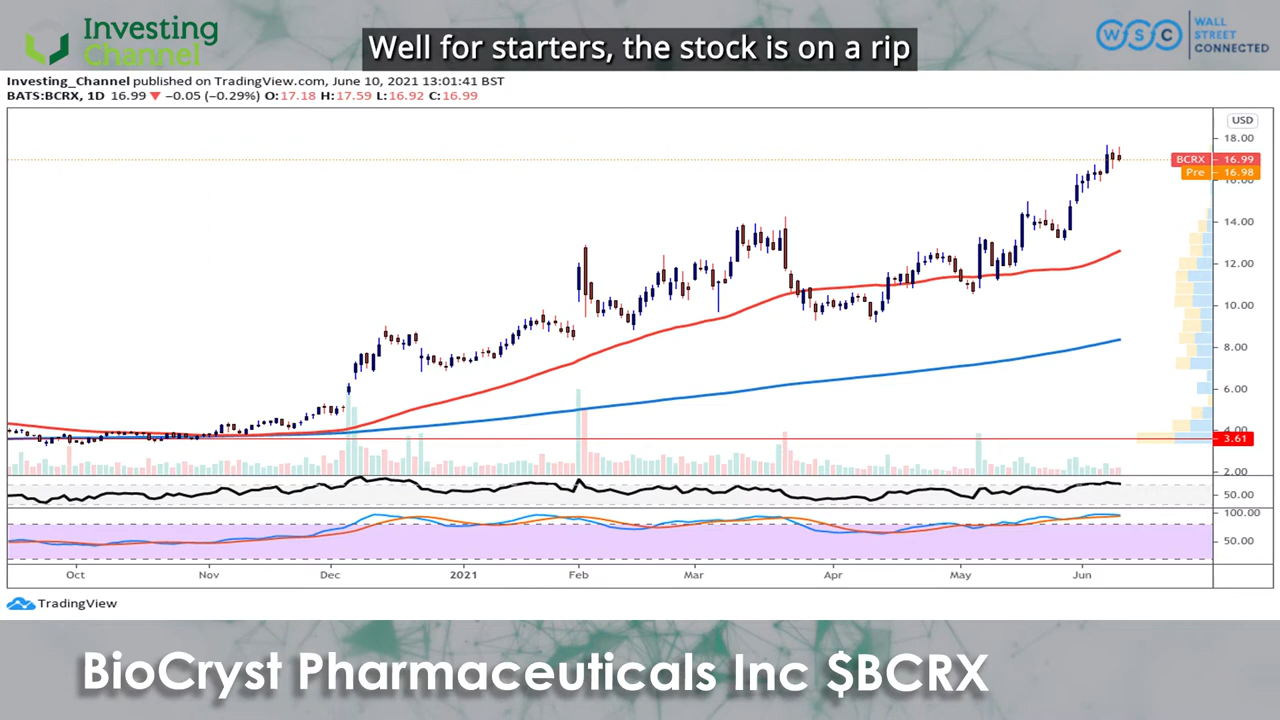 Investing
Channel
Well for starters, the stock is on a rip
WSC
WALL
STREET
CONNECTED
Investing_Channel published on TradingView.com, June 10, 2021 13:01:41 BST
BATS:BCRX, 1D 16.99 ▼ −0.05 (−0.29%) O:17.18 H:17.59 L:16.92 C:16.99
USD
18.00
BCRX 16.99
Pre 16.98
16.00
14.00
12.00
10.00
8.00
6.00
4.00
3.61
2.00
50.00
100.00
50.00
Oct Nov Dec 2021 Feb Mar Apr May Jun
TradingView
BioCryst Pharmaceuticals Inc $BCRX